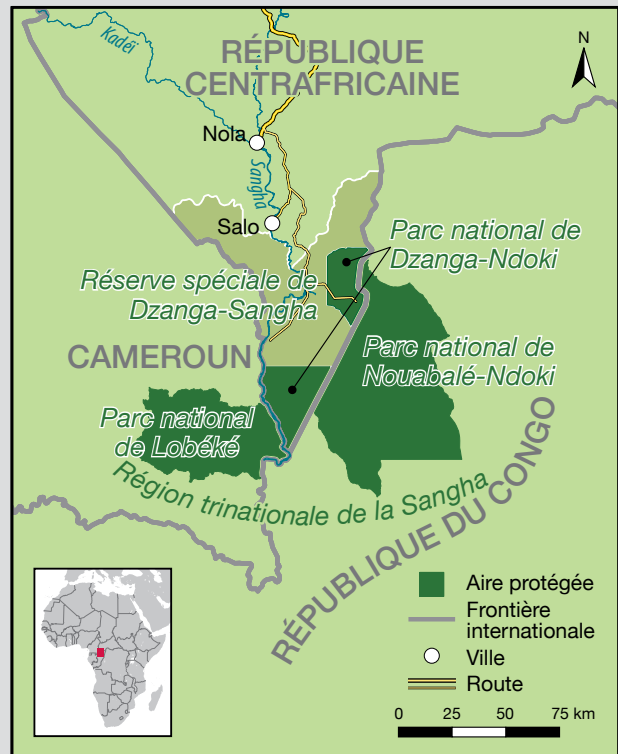 Kadéï
RÉPUBLIQUE
CENTRAFRICAINE
N
Nola
Sangha
Salo
Parc national de
Dzanga-Ndoki
Réserve spéciale de
Dzanga-Sangha
CAMEROUN
Parc national de
Nouabalé-Ndoki
Parc national
de Lobéké
Région trinationale de la Sangha
RÉPUBLIQUE DU CONGO
Aire protégée
Frontière
internationale
Ville
Route
0 25 50 75 km